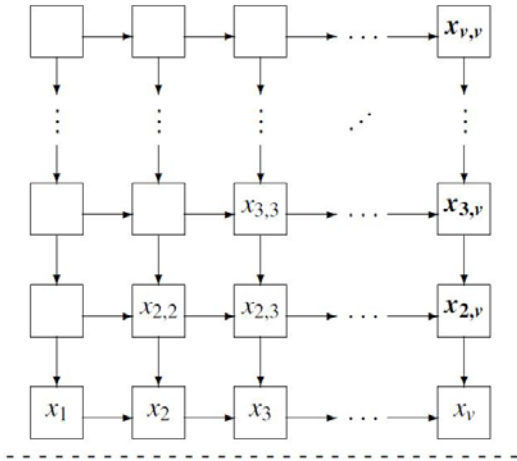 . . . x_{v,v}
⋮ ⋮ ⋮ ⋰ ⋮
x_{3,3} . . . x_{3,v}
x_{2,2} x_{2,3} . . . x_{2,v}
x_1 x_2 x_3 . . . x_v